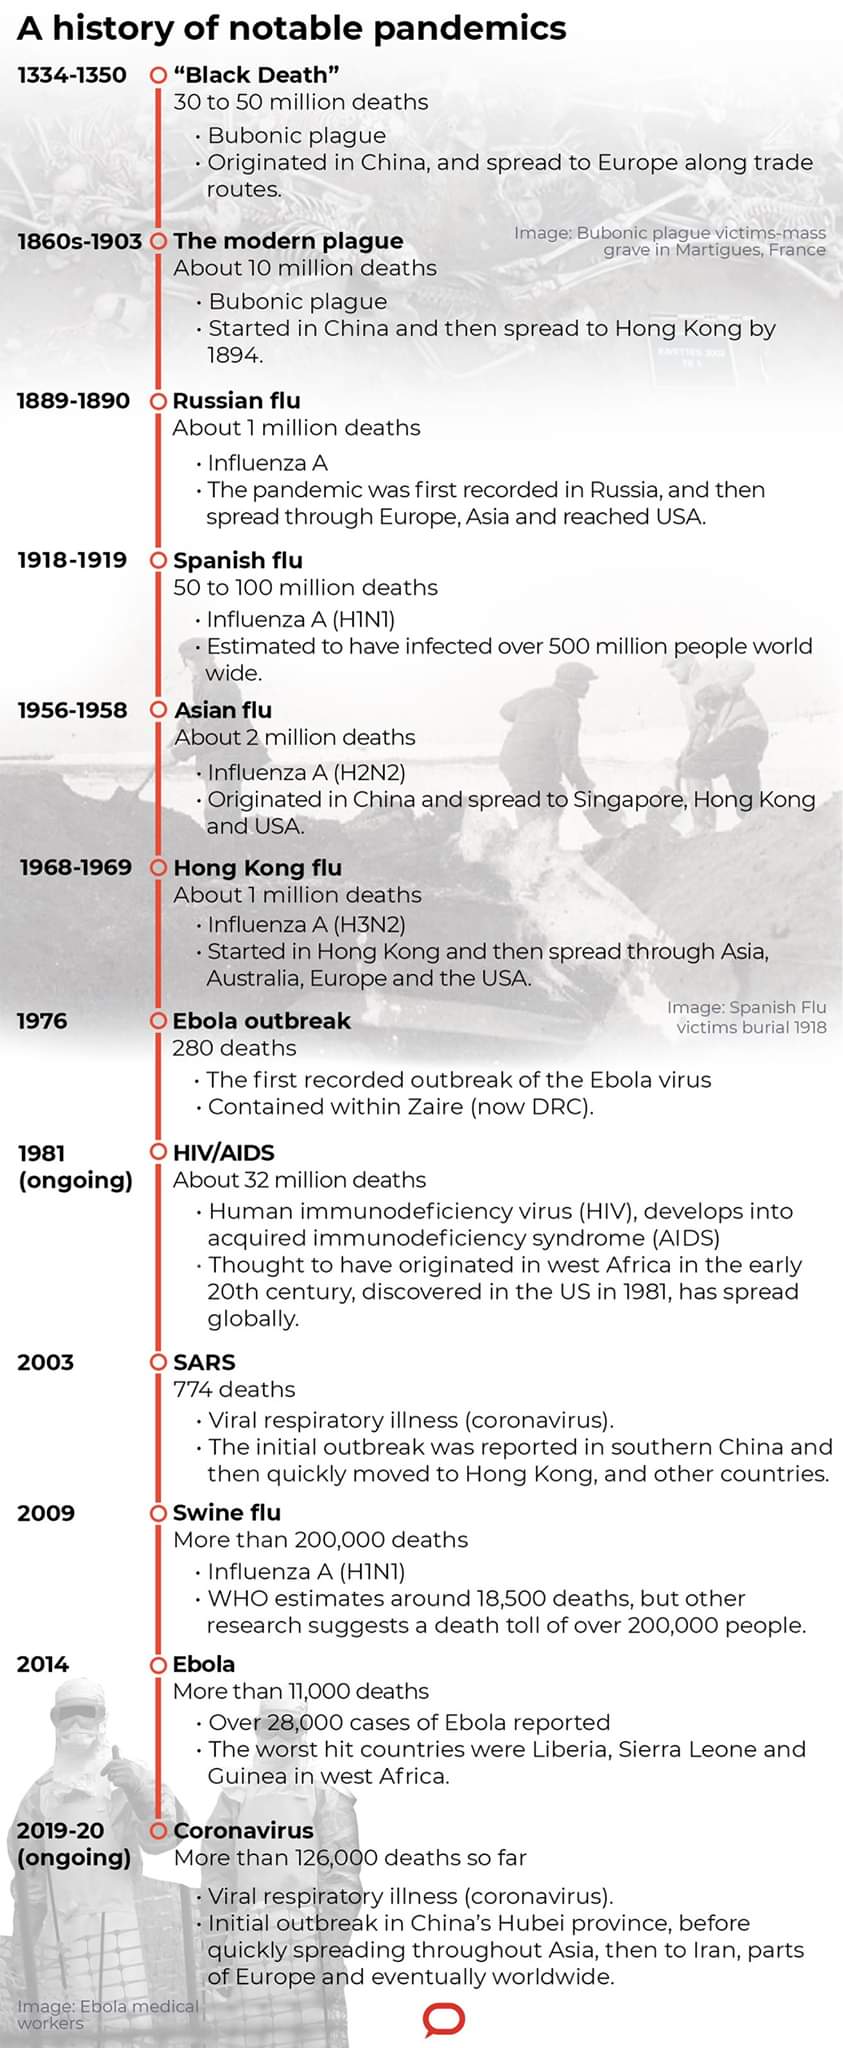 A history of notable pandemics
1334-1350
“Black Death”
30 to 50 million deaths
• Bubonic plague
• Originated in China, and spread to Europe along trade
routes.
Image: Bubonic plague victims-mass
grave in Martigues, France
1860s-1903
The modern plague
About 10 million deaths
• Bubonic plague
• Started in China and then spread to Hong Kong by
1894.
1889-1890
Russian flu
About 1 million deaths
• Influenza A
• The pandemic was first recorded in Russia, and then
spread through Europe, Asia and reached USA.
1918-1919
Spanish flu
50 to 100 million deaths
• Influenza A (H1N1)
• Estimated to have infected over 500 million people world
wide.
1956-1958
Asian flu
About 2 million deaths
• Influenza A (H2N2)
• Originated in China and spread to Singapore, Hong Kong
and USA.
1968-1969
Hong Kong flu
About 1 million deaths
• Influenza A (H3N2)
• Started in Hong Kong and then spread through Asia,
Australia, Europe and the USA.
Image: Spanish Flu
victims burial 1918
1976
Ebola outbreak
280 deaths
• The first recorded outbreak of the Ebola virus
• Contained within Zaire (now DRC).
1981
(ongoing)
HIV/AIDS
About 32 million deaths
• Human immunodeficiency virus (HIV), develops into
acquired immunodeficiency syndrome (AIDS)
• Thought to have originated in west Africa in the early
20th century, discovered in the US in 1981, has spread
globally.
2003
SARS
774 deaths
• Viral respiratory illness (coronavirus).
• The initial outbreak was reported in southern China and
then quickly moved to Hong Kong, and other countries.
2009
Swine flu
More than 200,000 deaths
• Influenza A (H1N1)
• WHO estimates around 18,500 deaths, but other
research suggests a death toll of over 200,000 people.
2014
Ebola
More than 11,000 deaths
• Over 28,000 cases of Ebola reported
• The worst hit countries were Liberia, Sierra Leone and
Guinea in west Africa.
2019-20
(ongoing)
Coronavirus
More than 126,000 deaths so far
• Viral respiratory illness (coronavirus).
• Initial outbreak in China’s Hubei province, before
quickly spreading throughout Asia, then to Iran, parts
of Europe and eventually worldwide.
Image: Ebola medical
workers